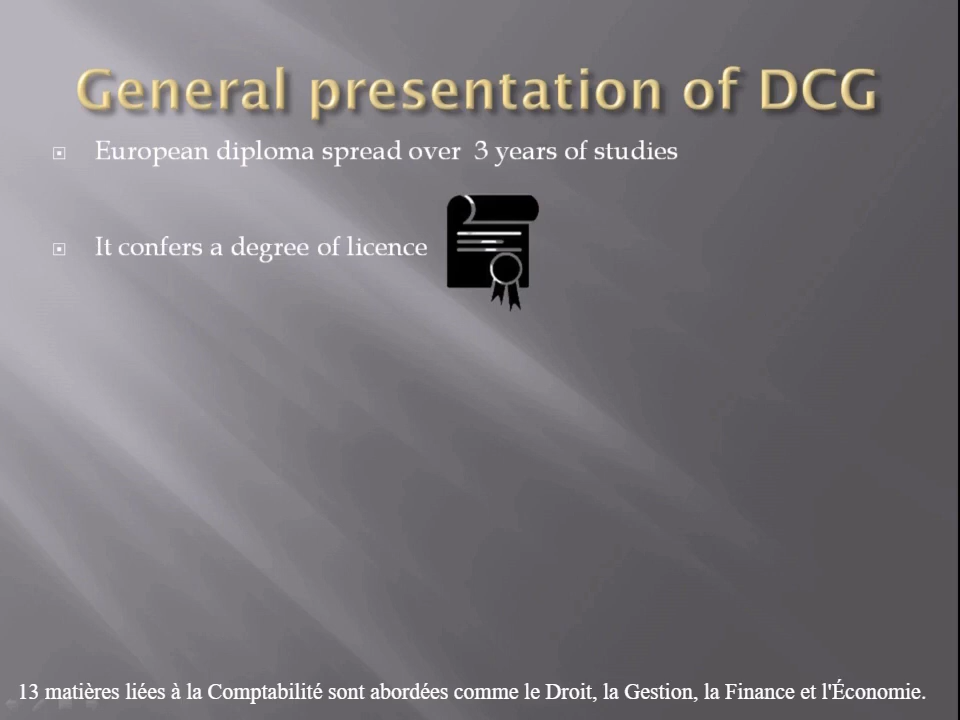 General presentation of DCG
European diploma spread over 3 years of studies
It confers a degree of licence
13 matières liées à la Comptabilité sont abordées comme le Droit, la Gestion, la Finance et l'Économie.